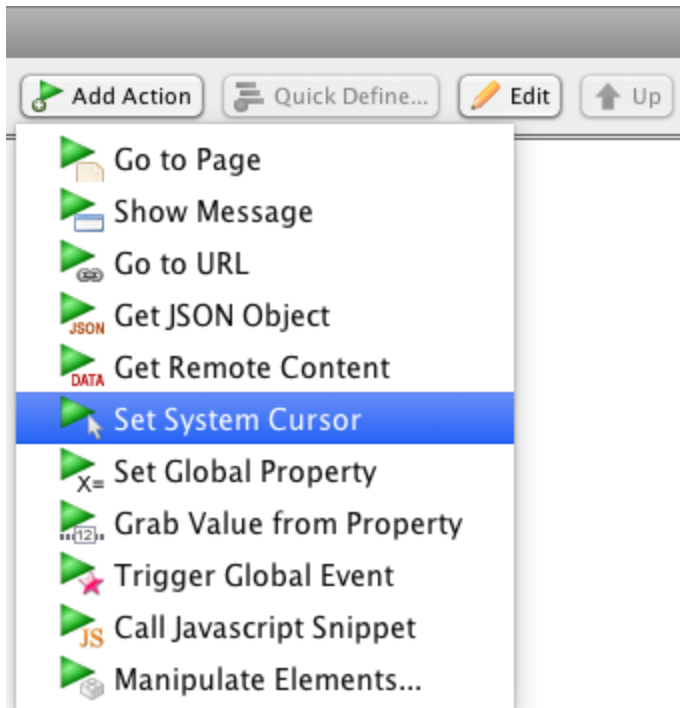 Add Action Quick Define... Edit Up
Go to Page
Show Message
Go to URL
JSON Get JSON Object
DATA Get Remote Content
Set System Cursor
X= Set Global Property
12 Grab Value from Property
Trigger Global Event
JS Call Javascript Snippet
Manipulate Elements...